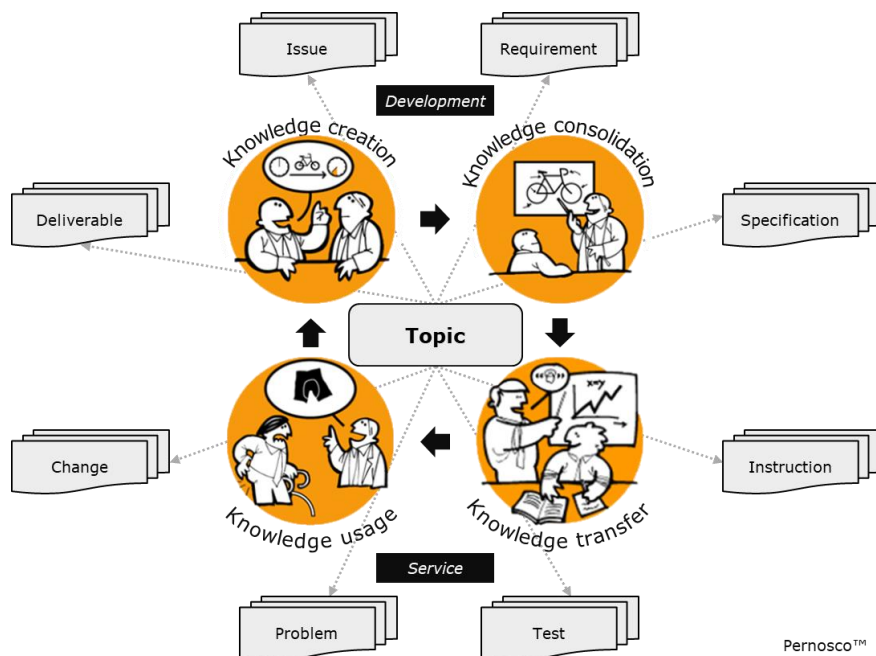 Issue
Requirement
Development
Knowledge creation
Knowledge consolidation
Deliverable
Specification
Topic
x=y
Change
Instruction
Knowledge usage
Knowledge transfer
Service
Problem
Test
Pernosco™